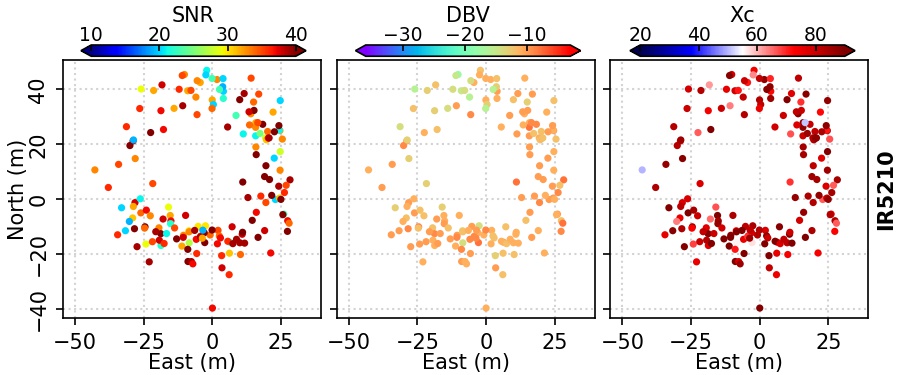 SNR DBV Xc
10 20 30 40 −30 −20 −10 20 40 60 80
North (m)
40
20
0
−20
−40
IR5210
−50 −25 0 25 −50 −25 0 25 −50 −25 0 25
East (m) East (m) East (m)